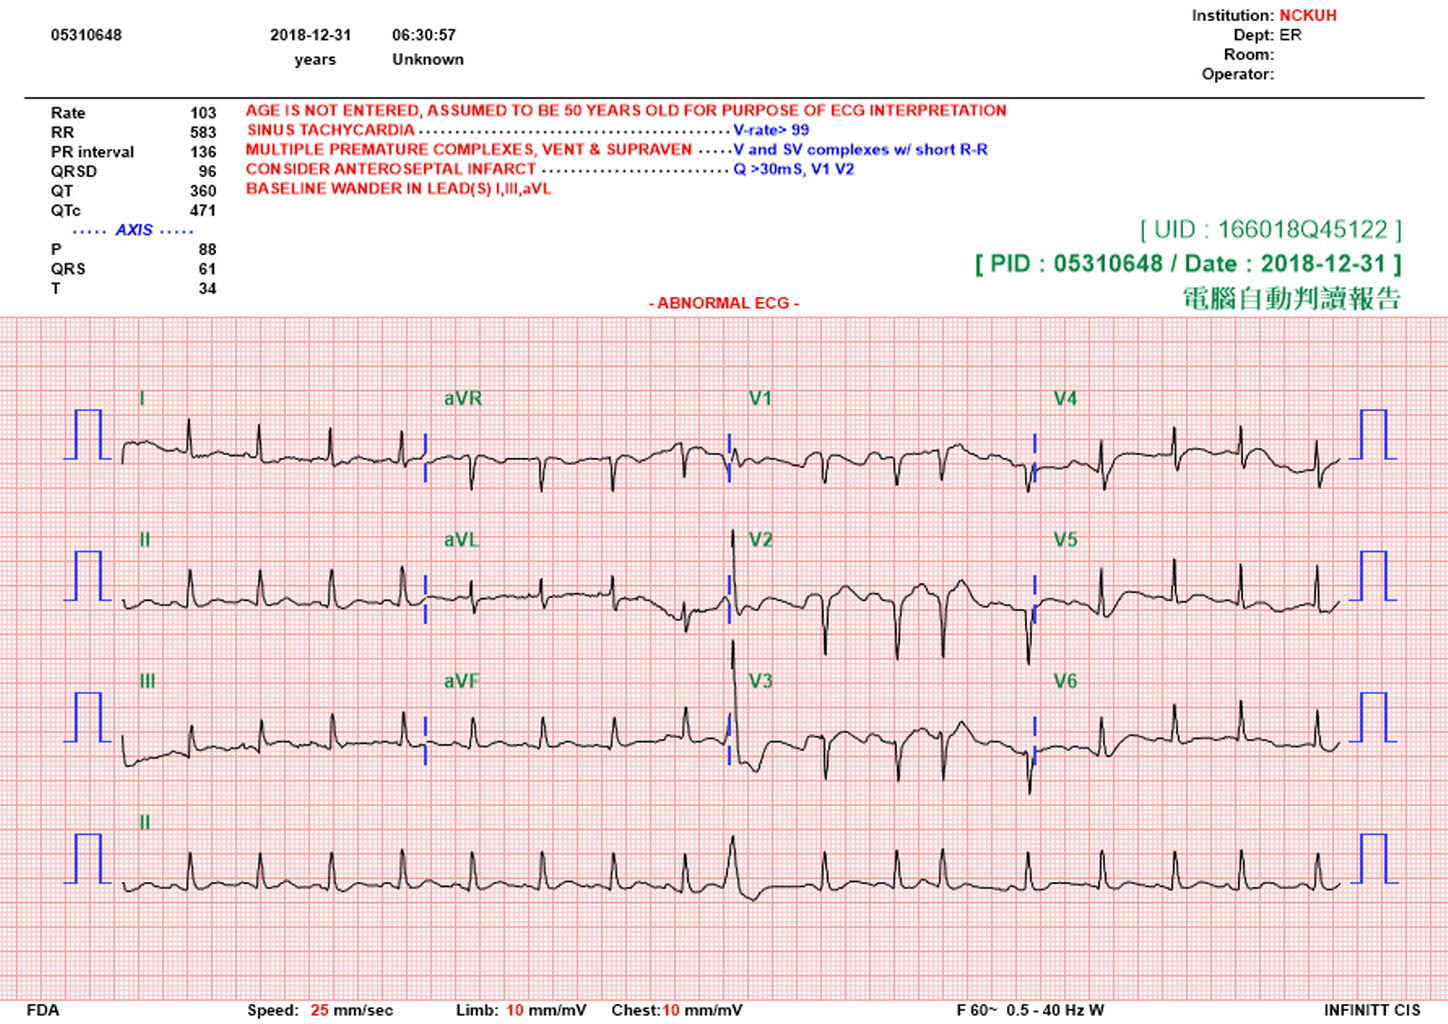 Institution: NCKUH
05310648 2018-12-31 06:30:57 Dept: ER
years Unknown Room:
Operator:
Rate 103 AGE IS NOT ENTERED, ASSUMED TO BE 50 YEARS OLD FOR PURPOSE OF ECG INTERPRETATION
RR 583 SINUS TACHYCARDIA ........................................... V-rate> 99
PR interval 136 MULTIPLE PREMATURE COMPLEXES, VENT & SUPRAVEN ..... V and SV complexes w/ short R-R
QRSD 96 CONSIDER ANTEROSEPTAL INFARCT .......................... Q >30mS, V1 V2
QT 360 BASELINE WANDER IN LEAD(S) I,III,aVL
QTc 471
..... AXIS .....
P 88
QRS 61
T 34
[ UID : 166018Q45122 ]
[ PID : 05310648 / Date : 2018-12-31 ]
電腦自動判讀報告
- ABNORMAL ECG -
I aVR V1 V4
II aVL V2 V5
III aVF V3 V6
II
FDA Speed: 25 mm/sec Limb: 10 mm/mV Chest:10 mm/mV F 60~ 0.5 - 40 Hz W INFINITT CIS